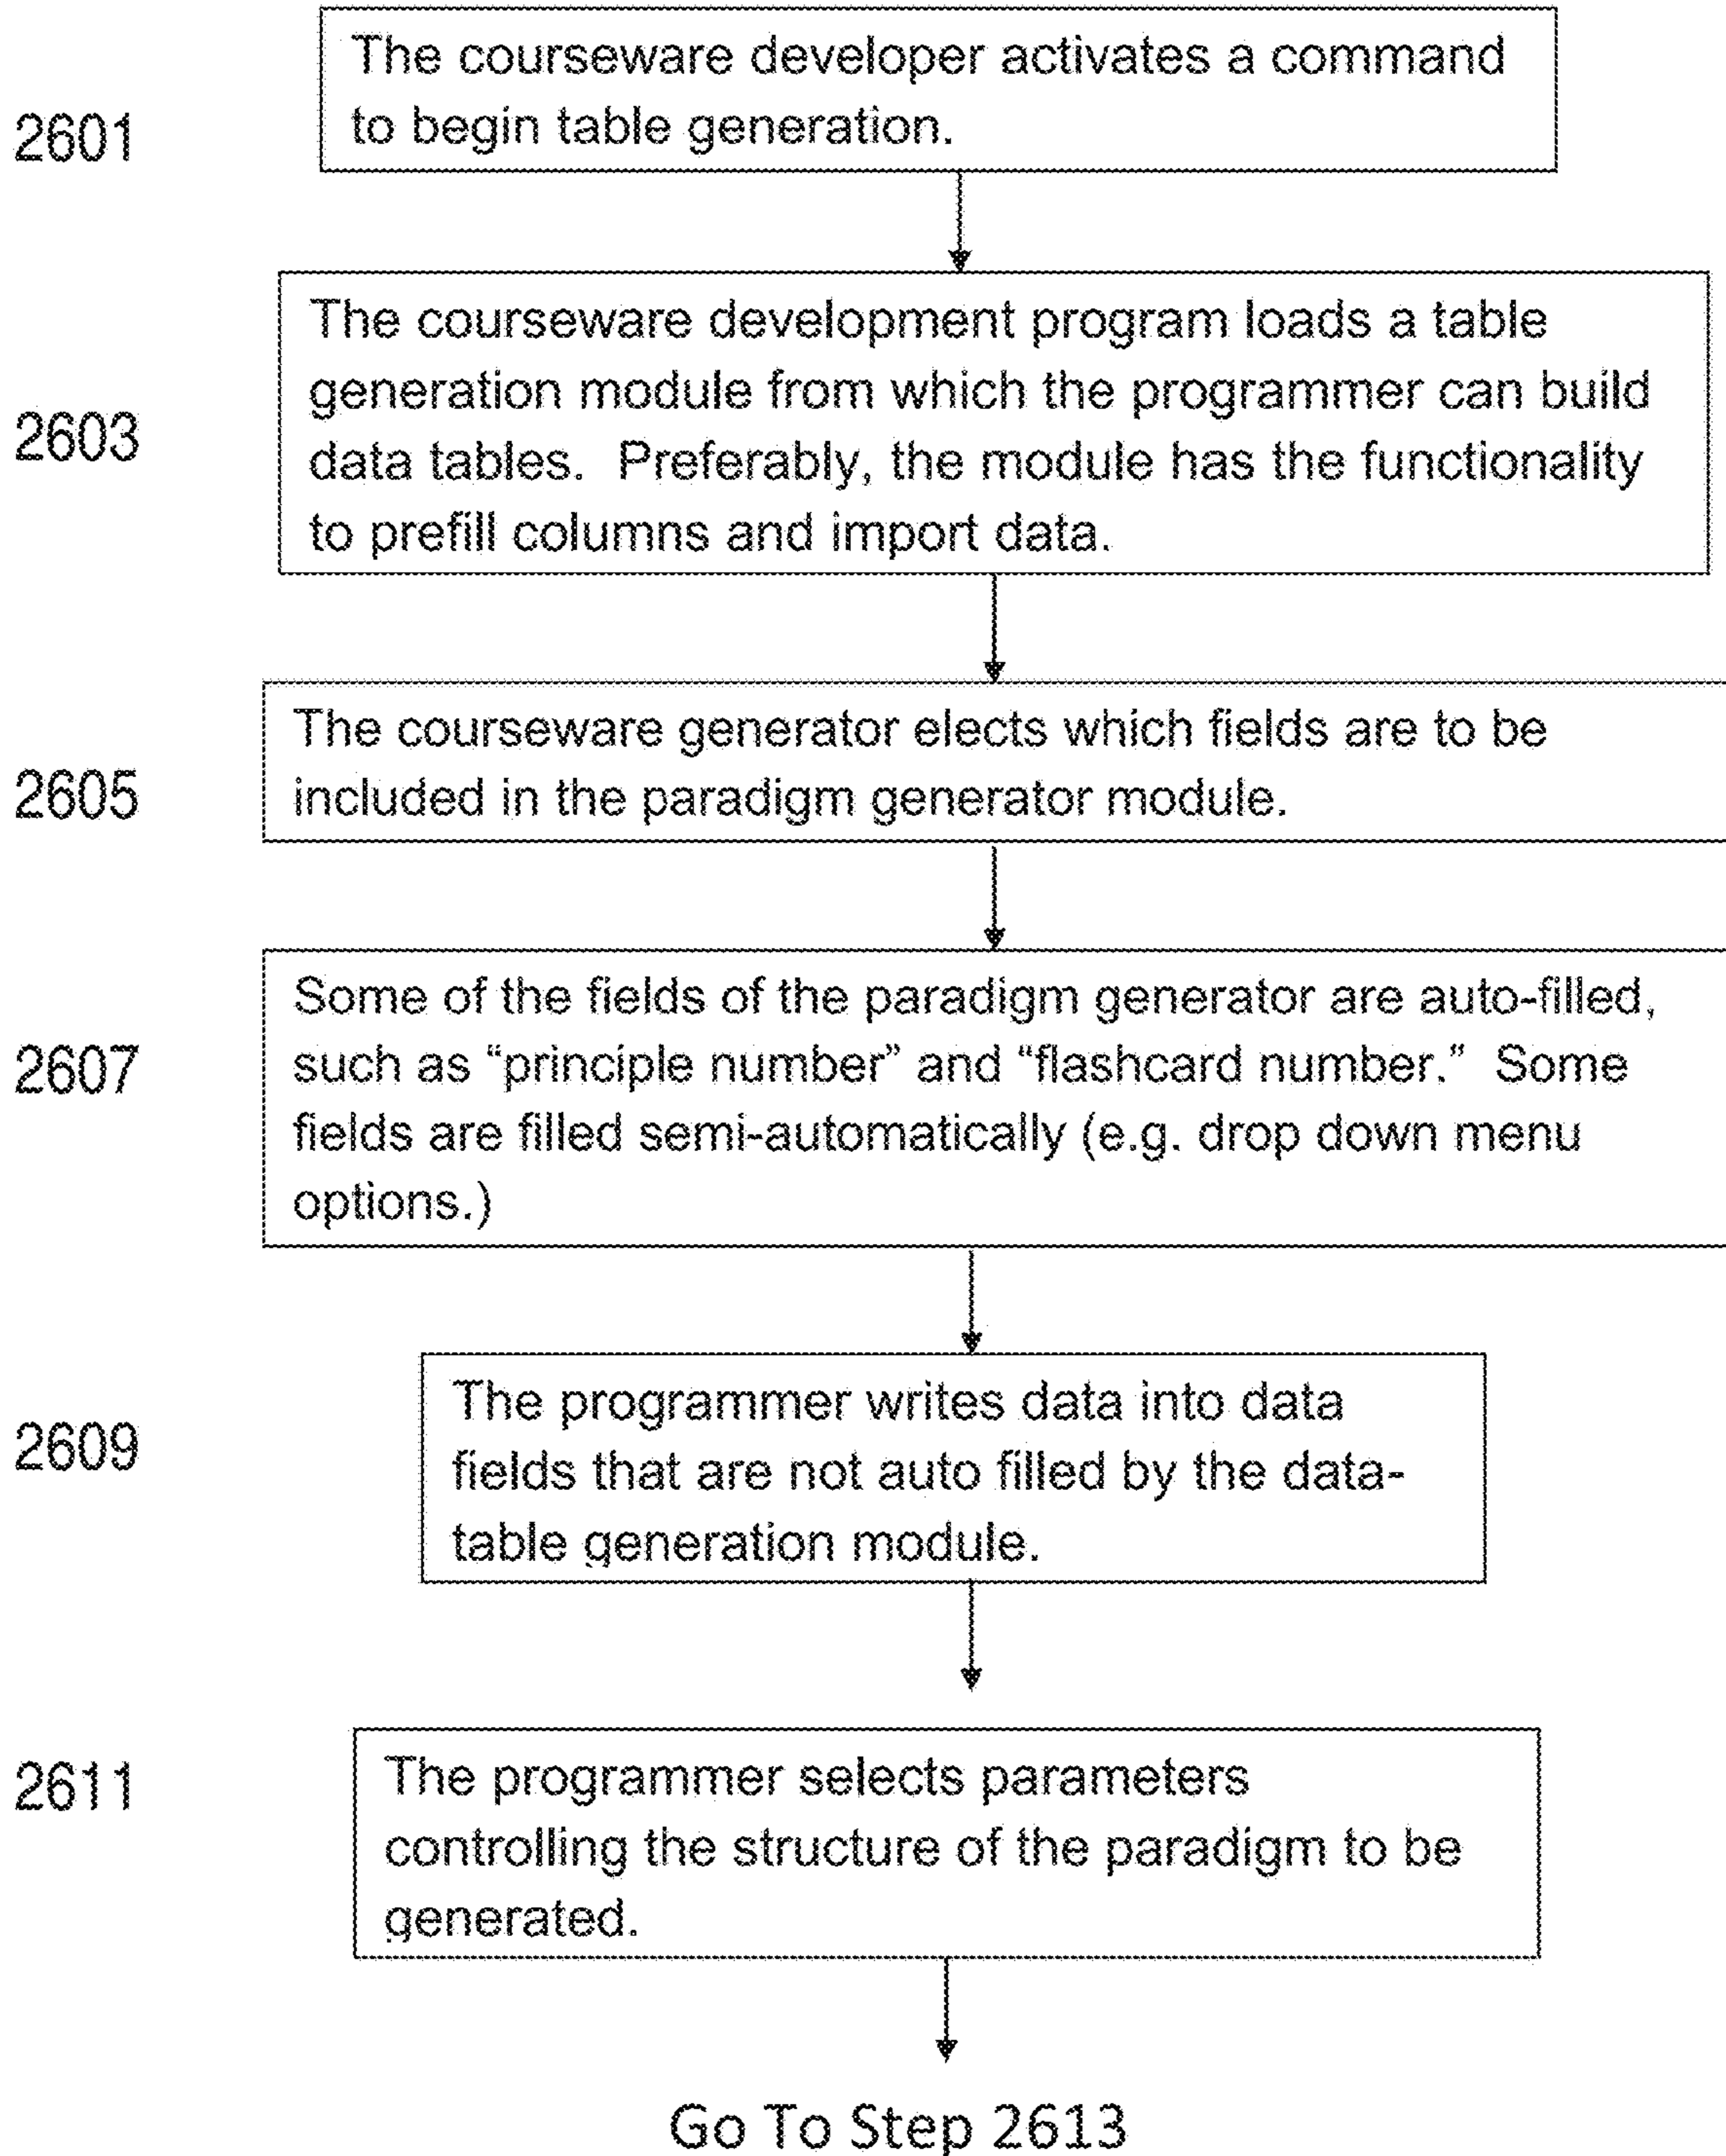 The courseware developer activates a command
to begin table generation.
2601
The courseware development program loads a table
generation module from which the programmer can build
data tables.  Preferably, the module has the functionality
to prefill columns and import data.
2603
The courseware generator elects which fields are to be
included in the paradigm generator module.
2605
Some of the fields of the paradigm generator are auto-filled,
such as “principle number” and “flashcard number.”  Some
fields are filled semi-automatically (e.g. drop down menu
options.)
2607
The programmer writes data into data
fields that are not auto filled by the data-
table generation module.
2609
The programmer selects parameters
controlling the structure of the paradigm to be
generated.
2611
Go To Step 2613